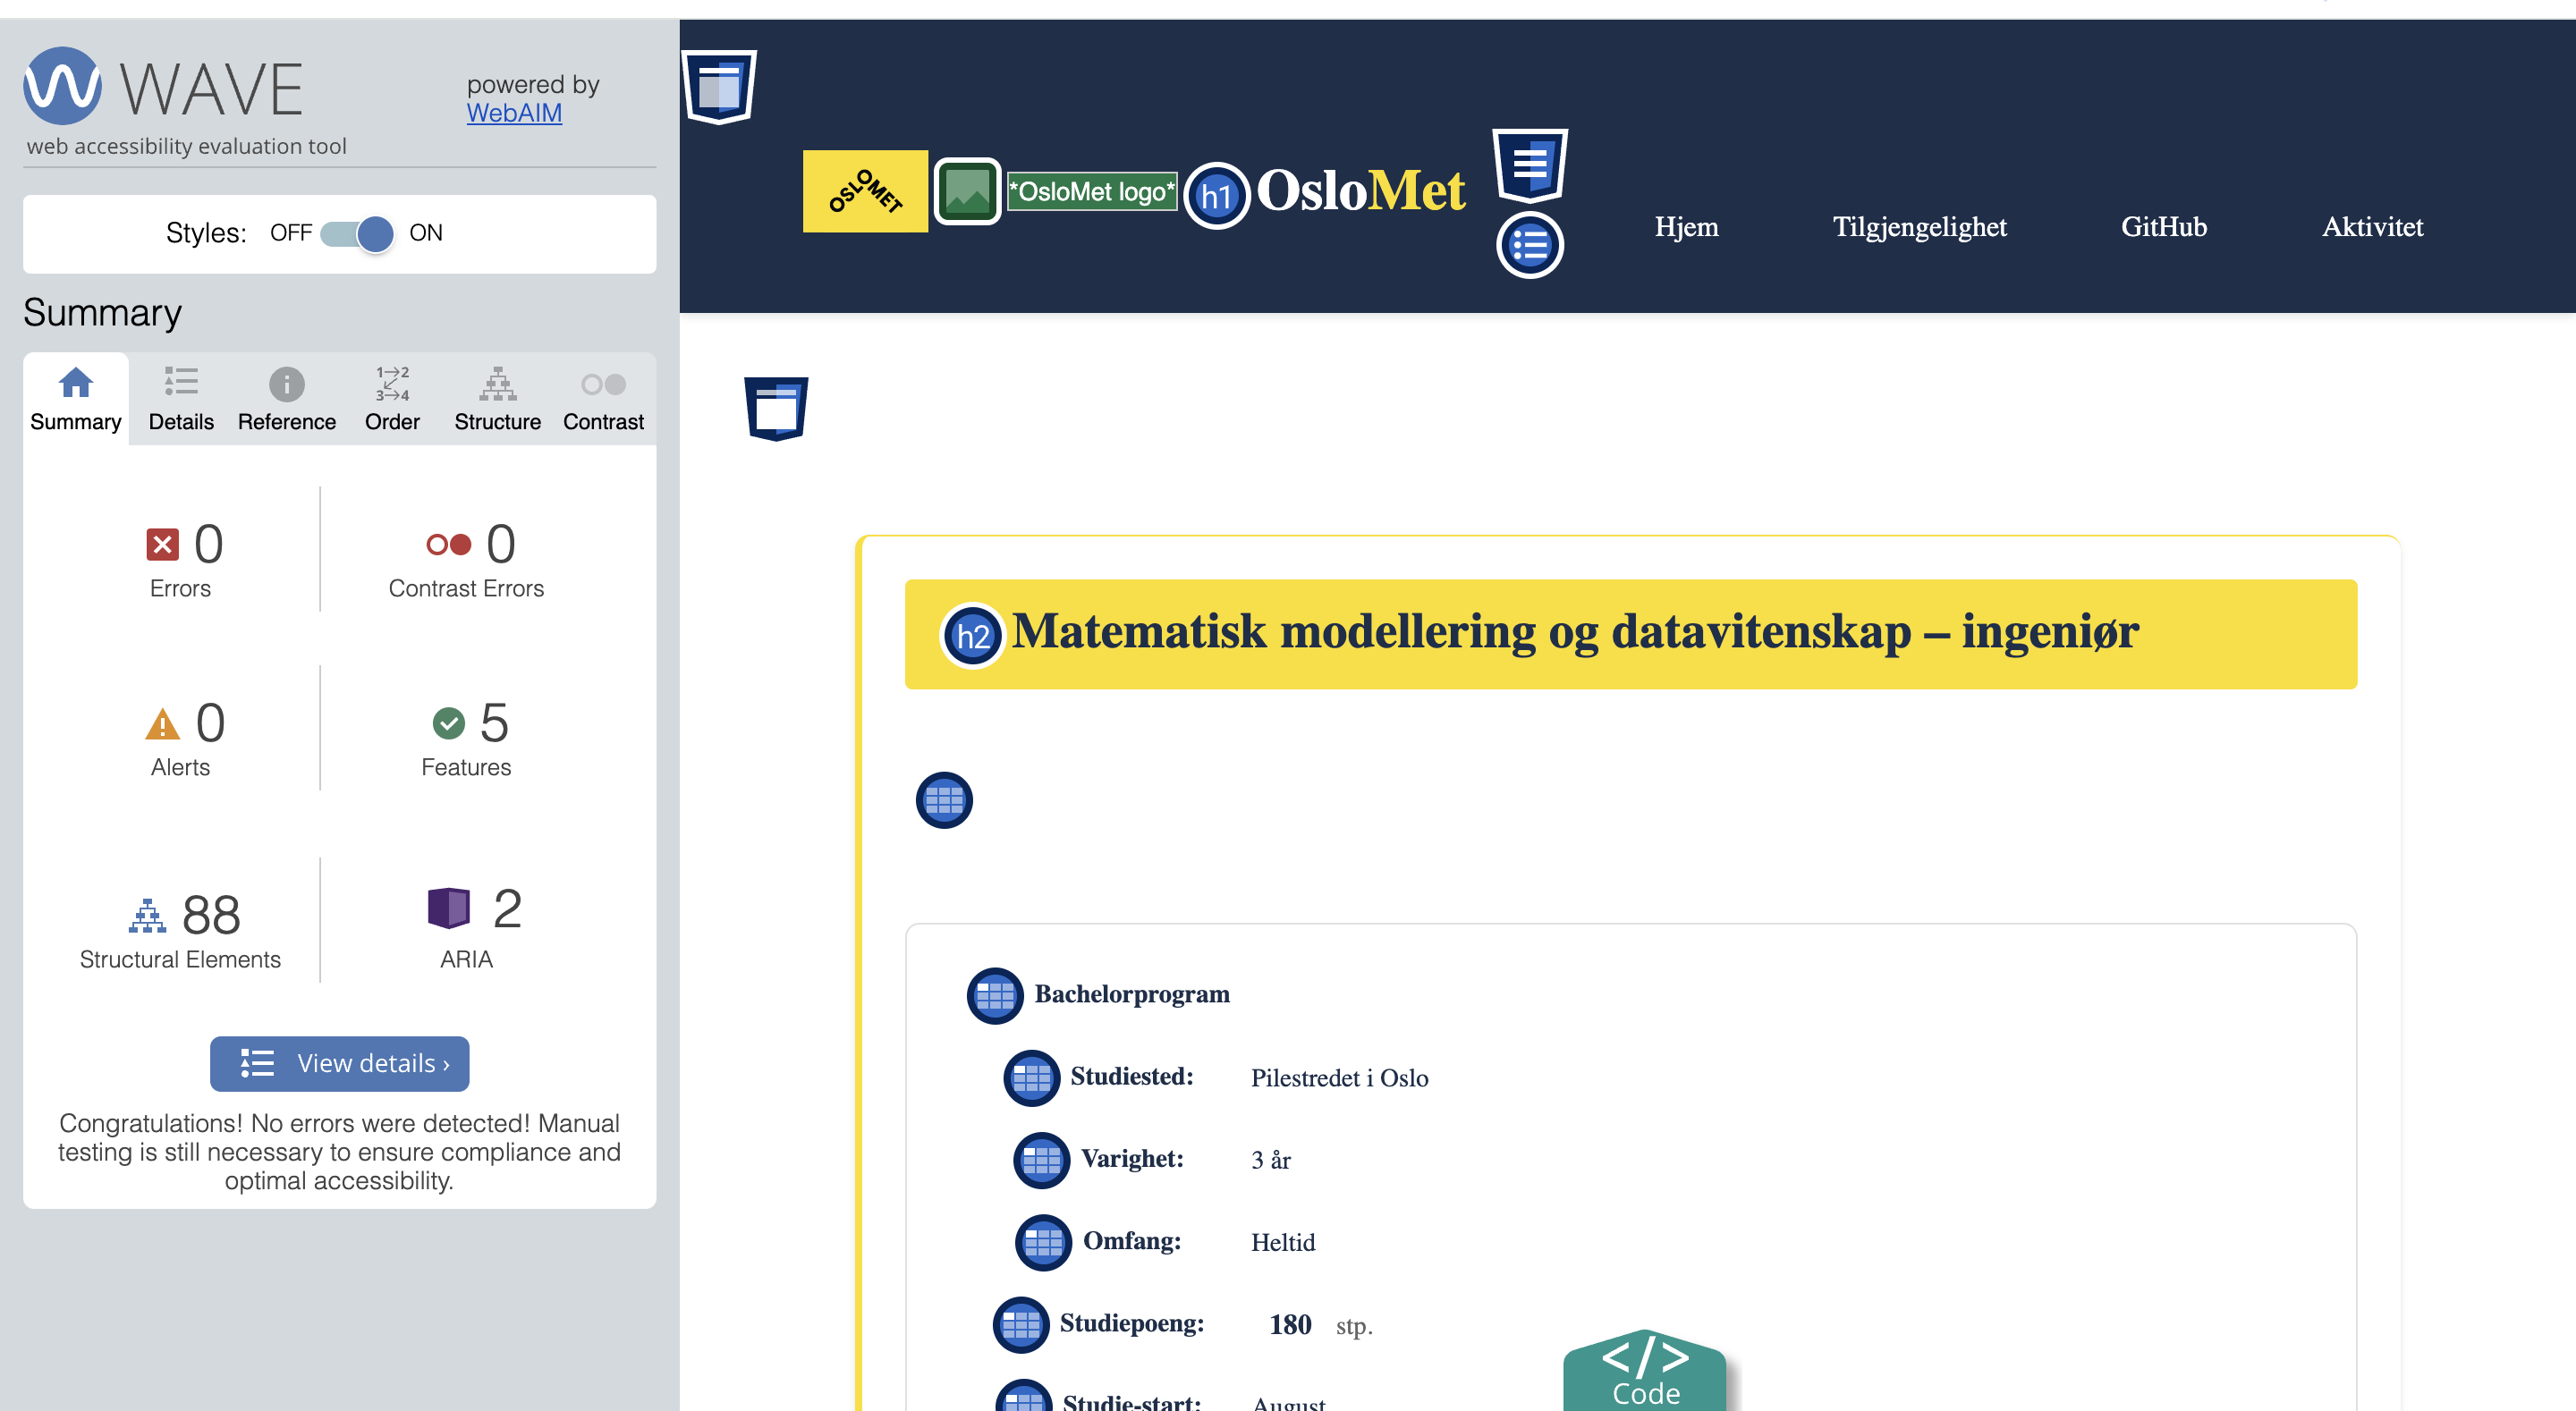 WAVE
powered by
WebAIM
web accessibility evaluation tool
Styles: OFF ON
Summary
Summary Details Reference Order Structure Contrast
1→2
3→4
0 Errors
0 Contrast Errors
0 Alerts
5 Features
88 Structural Elements
2 ARIA
View details ›
Congratulations! No errors were detected! Manual
testing is still necessary to ensure compliance and
optimal accessibility.
OSLOMET
*OsloMet logo*
h1 OsloMet
Hjem Tilgjengelighet GitHub Aktivitet
h2 Matematisk modellering og datavitenskap – ingeniør
Bachelorprogram
Studiested: Pilestredet i Oslo
Varighet: 3 år
Omfang: Heltid
Studiepoeng: 180 stp.
Studie-start: August
</>
Code